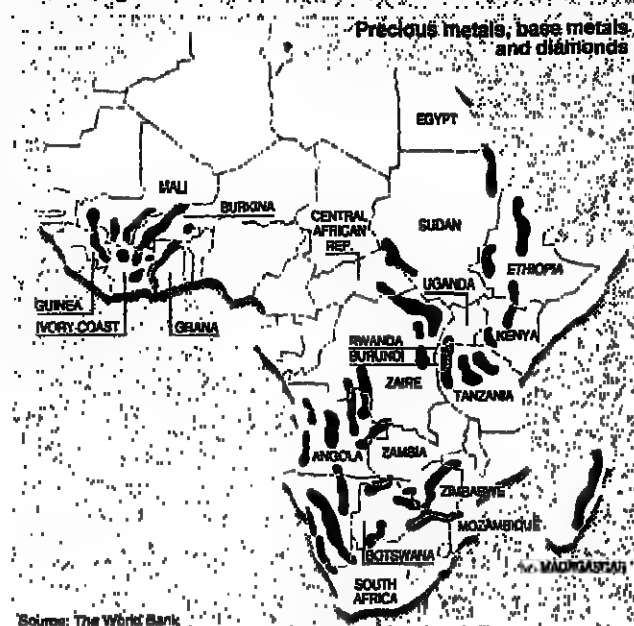 Precious metals, base metals
and diamonds
EGYPT
MALI
BURKINA
CENTRAL
AFRICAN
REP.
SUDAN
ETHIOPIA
UGANDA
GUINEA
IVORY COAST
GHANA
KENYA
RWANDA
BURUNDI
ZAIRE
TANZANIA
ANGOLA
ZAMBIA
ZIMBABWE
MOZAMBIQUE
BOTSWANA
MADAGASCAR
SOUTH
AFRICA
Source: The World Bank